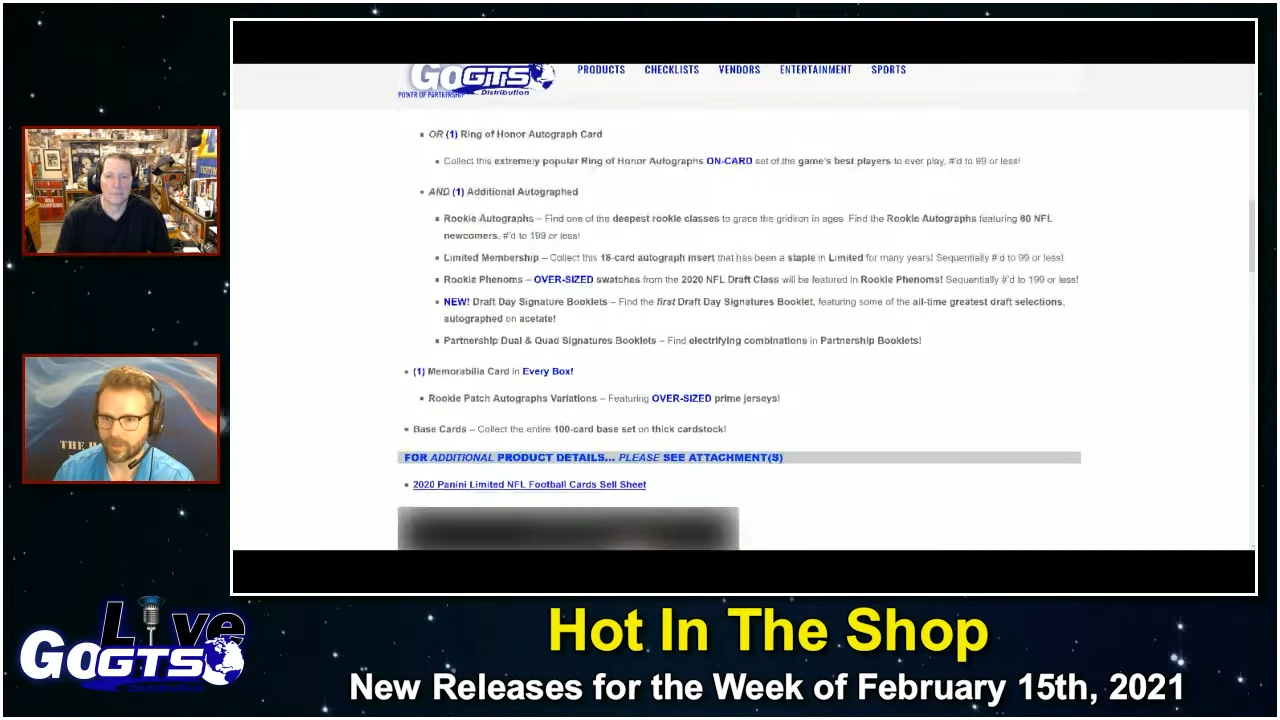 GOGTS
Distribution
POWER OF PARTNERSHIP
PRODUCTS CHECKLISTS VENDORS ENTERTAINMENT SPORTS
OR (1) Ring of Honor Autograph Card
Collect this extremely popular Ring of Honor Autographs ON-CARD set of the game's best players to ever play, #'d to 99 or less!
AND (1) Additional Autographed
Rookie Autographs – Find one of the deepest rookie classes to grace the gridiron in ages Find the Rookie Autographs featuring 60 NFL
newcomers, #'d to 199 or less!
Limited Membership – Collect this 18-card autograph insert that has been a staple in Limited for many years! Sequentially #'d to 99 or less!
Rookie Phenoms – OVER-SIZED swatches from the 2020 NFL Draft Class will be featured in Rookie Phenoms! Sequentially #'d to 199 or less!
NEW! Draft Day Signature Booklets – Find the first Draft Day Signatures Booklet, featuring some of the all-time greatest draft selections,
autographed on acetate!
Partnership Dual & Quad Signatures Booklets – Find electrifying combinations in Partnership Booklets!
(1) Memorabilia Card in Every Box!
Rookie Patch Autographs Variations – Featuring OVER-SIZED prime jerseys!
Base Cards – Collect the entire 100-card base set on thick cardstock!
FOR ADDITIONAL PRODUCT DETAILS... PLEASE SEE ATTACHMENT(S)
2020 Panini Limited NFL Football Cards Sell Sheet
THE
Live
GOGTS
Distribution
Hot In The Shop
New Releases for the Week of February 15th, 2021